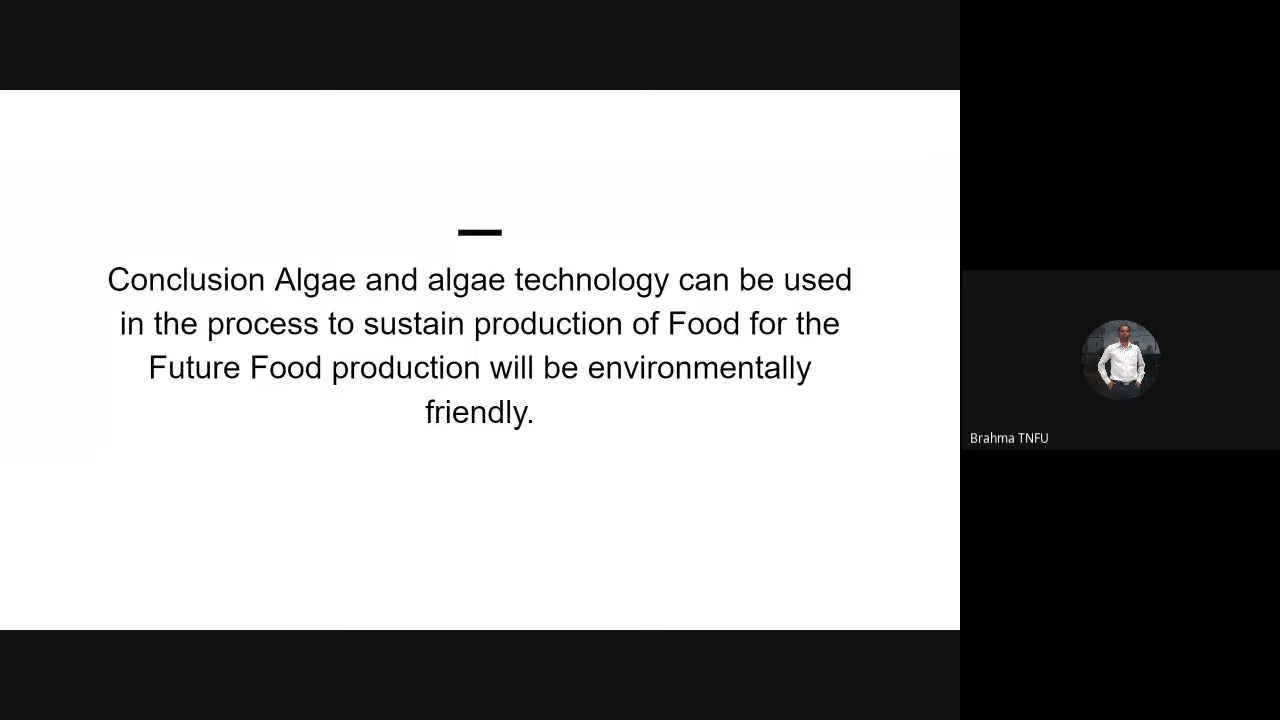 Conclusion Algae and algae technology can be used
in the process to sustain production of Food for the
Future Food production will be environmentally
friendly.
Brahma TNFU